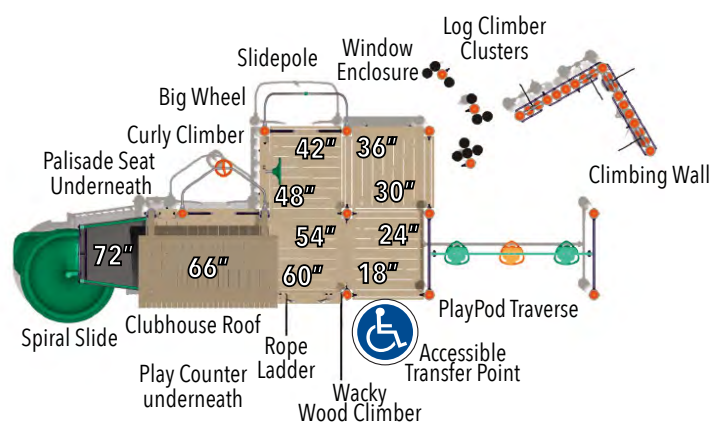 Log Climber
Clusters
Window
Enclosure
Slidepole
Big Wheel
Curly Climber
Palisade Seat
Underneath
Climbing Wall
42”
36”
48”
30”
54”
24”
72”
66”
60”
18”
PlayPod Traverse
Spiral Slide
Clubhouse Roof
Rope
Ladder
Accessible
Transfer Point
Play Counter
underneath
Wacky
Wood Climber